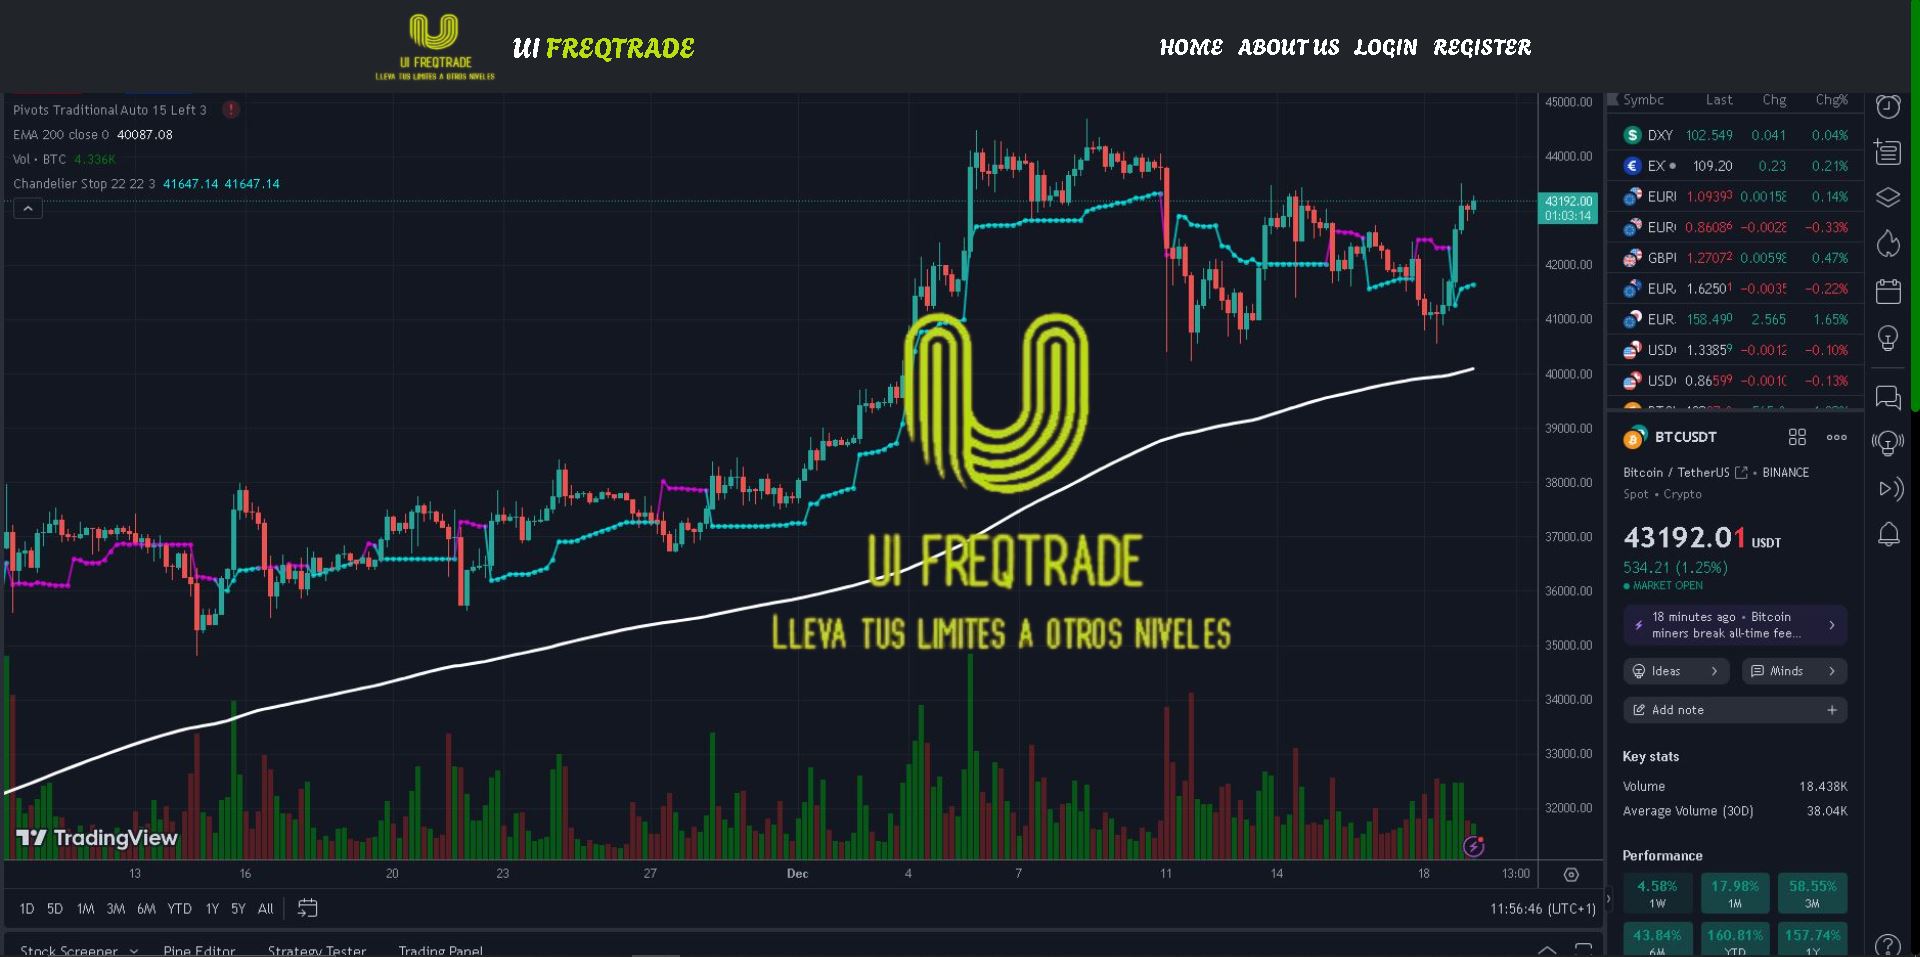 UI FREQTRADE
LLEVA TUS LIMITES A OTROS NIVELES
UI FREQTRADE
HOME ABOUT US LOGIN REGISTER
Pivots Traditional Auto 15 Left 3
EMA 200 close 0 40087.08
Vol • BTC 4.336K
Chandelier Stop 22 22 3 41647.14 41647.14
45000.00
44000.00
43192.00
01:03:14
42000.00
41000.00
40000.00
39000.00
38000.00
37000.00
36000.00
35000.00
34000.00
33000.00
32000.00
UI FREQTRADE
LLEVA TUS LIMITES A OTROS NIVELES
TradingView
13 16 20 23 27 Dec 4 7 11 14 18 13:00
1D 5D 1M 3M 6M YTD 1Y 5Y All
11:56:46 (UTC+1)
Stock Screener Pine Editor Strategy Tester Trading Panel
Symbc Last Chg Chg%
DXY 102.549 0.041 0.04%
EX 109.20 0.23 0.21%
EURI 1.09393 0.00158 0.14%
EURI 0.86086 −0.0028 −0.33%
GBPI 1.27072 0.00598 0.47%
EUR. 1.62501 −0.0035 −0.22%
EUR. 158.490 2.565 1.65%
USDI 1.33859 −0.0012 −0.10%
USDI 0.86599 −0.0010 −0.13%
BTCUSDT
Bitcoin / TetherUS • BINANCE
Spot • Crypto
43192.01 USDT
534.21 (1.25%)
MARKET OPEN
18 minutes ago • Bitcoin
miners break all-time fee...
Ideas Minds
Add note
Key stats
Volume 18.438K
Average Volume (30D) 38.04K
Performance
4.58% 17.98% 58.55%
1W 1M 3M
43.84% 160.81% 157.74%
6M YTD 1Y